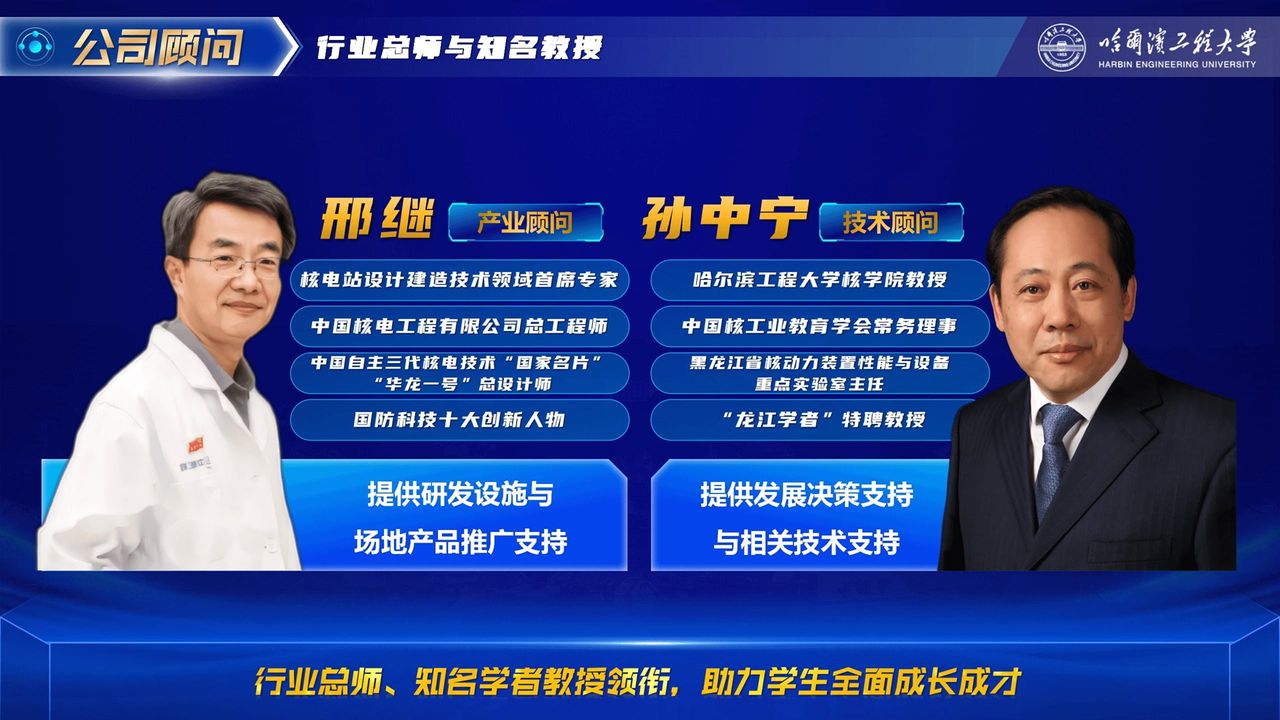 公司顾问
行业总师与知名教授
哈爾濱工程大学
HARBIN ENGINEERING UNIVERSITY
邢继
产业顾问
核电站设计建造技术领域首席专家
中国核电工程有限公司总工程师
中国自主三代核电技术“国家名片”
“华龙一号”总设计师
国防科技十大创新人物
提供研发设施与
场地产品推广支持
孙中宁
技术顾问
哈尔滨工程大学核学院教授
中国核工业教育学会常务理事
黑龙江省核动力装置性能与设备
重点实验室主任
“龙江学者”特聘教授
提供发展决策支持
与相关技术支持
行业总师、知名学者教授领衔，助力学生全面成长成才